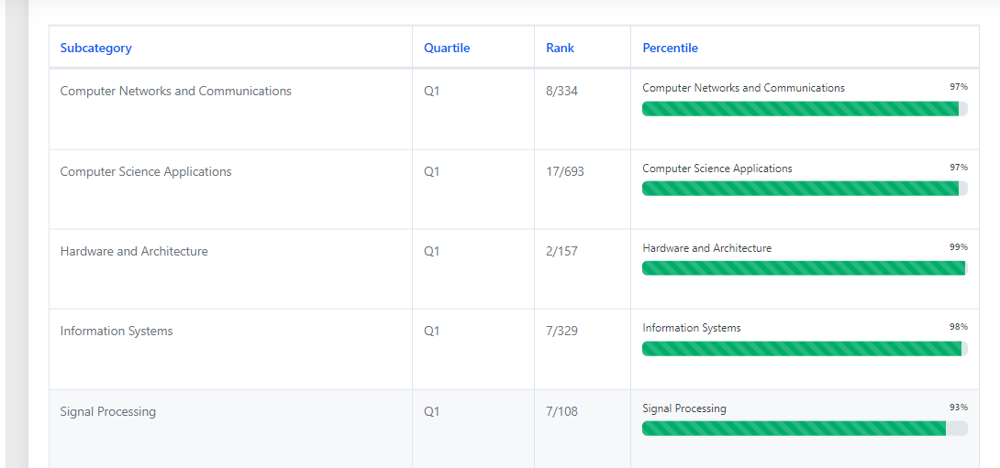 Subcategory Quartile Rank Percentile
Computer Networks and Communications Q1 8/334 Computer Networks and Communications 97%
Computer Science Applications Q1 17/693 Computer Science Applications 97%
Hardware and Architecture Q1 2/157 Hardware and Architecture 99%
Information Systems Q1 7/329 Information Systems 98%
Signal Processing Q1 7/108 Signal Processing 93%